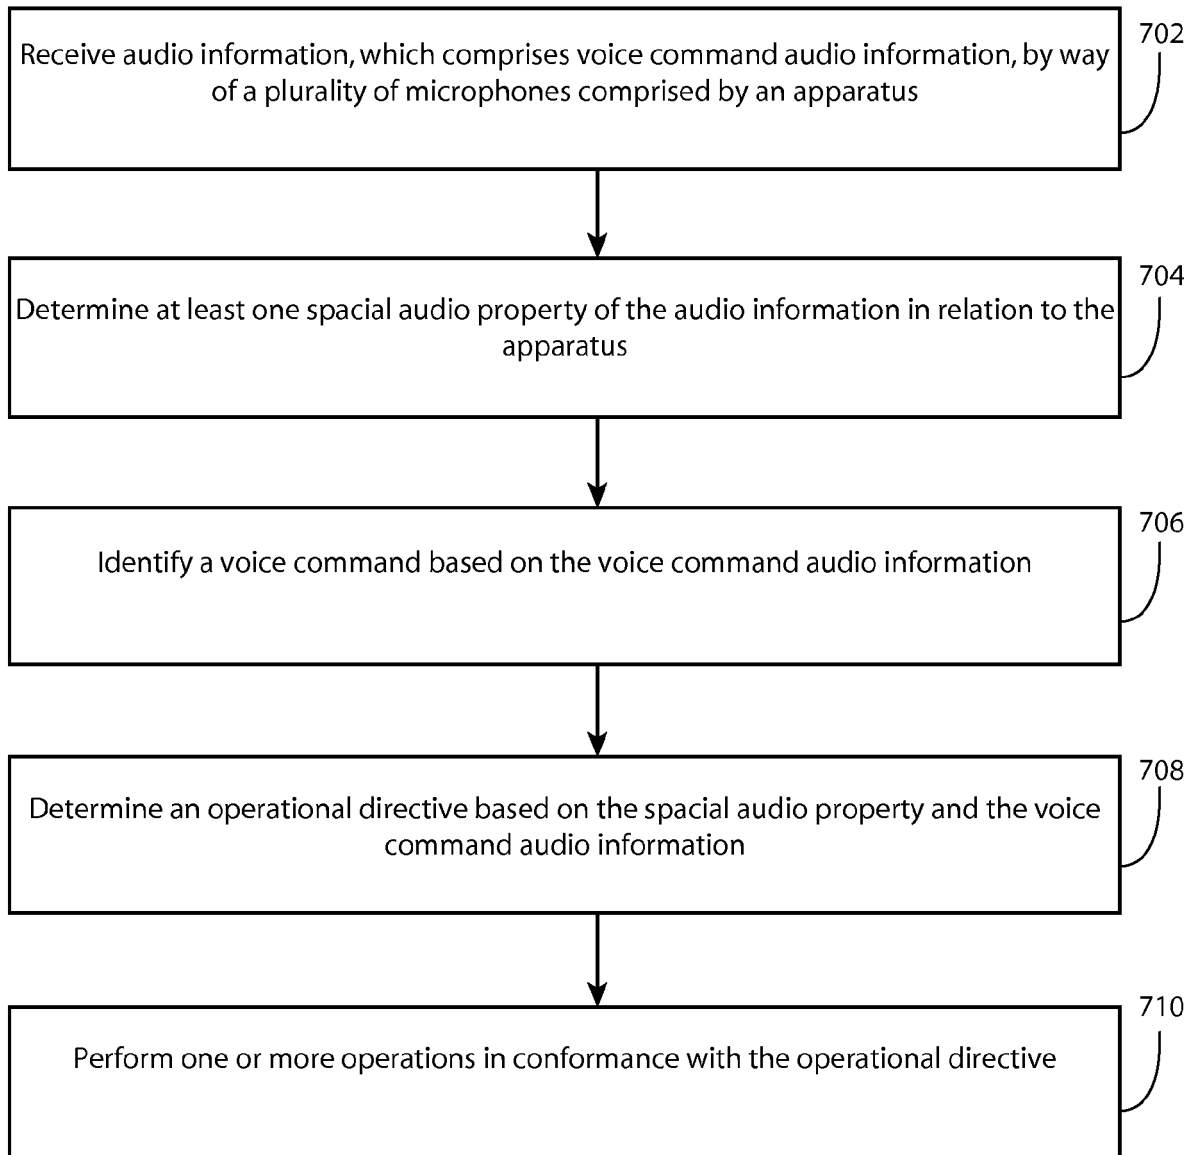 702
Receive audio information, which comprises voice command audio information, by way
of a plurality of microphones comprised by an apparatus
704
Determine at least one spacial audio property of the audio information in relation to the
apparatus
706
Identify a voice command based on the voice command audio information
708
Determine an operational directive based on the spacial audio property and the voice
command audio information
710
Perform one or more operations in conformance with the operational directive